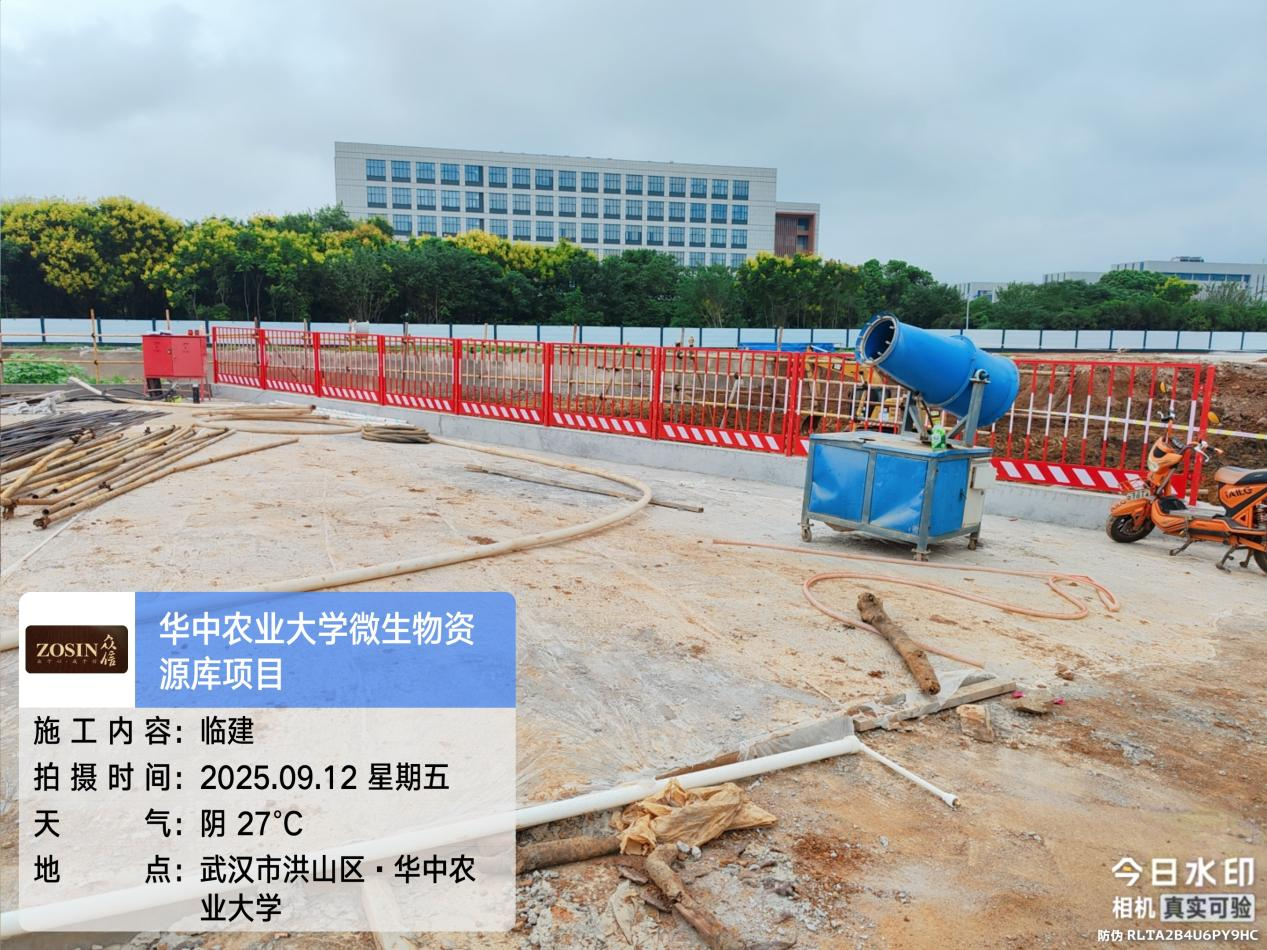 华中农业大学微生物资
源库项目
ZOSIN 众信
施工内容：临建
拍摄时间：2025.09.12 星期五
天气：阴 27℃
地点：武汉市洪山区·华中农
业大学
今日水印
相机 真实可验
防伪 RLTA2B4U6PY9HC